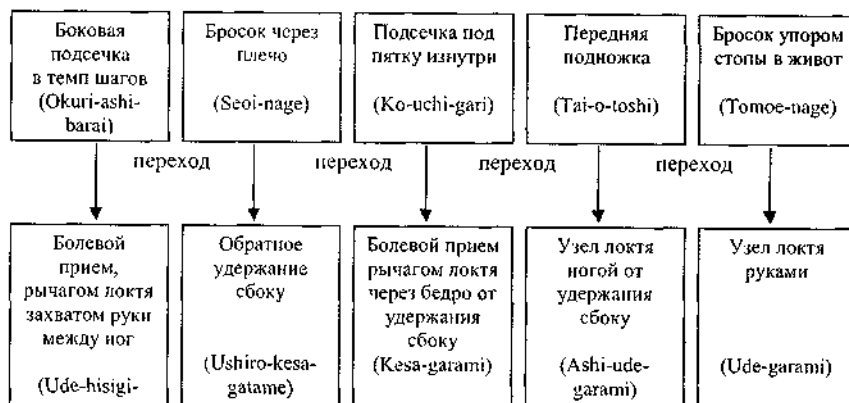 Боковая
подсечка
в темп шагов
(Okuri-ashi-
barai)
Бросок через
плечо
(Seoi-nage)
Подсечка под
пятку изнутри
(Ko-uchi-gari)
Передняя
подножка
(Tai-o-toshi)
Бросок упором
стопы в живот
(Tomoe-nage)
переход
переход
переход
переход
Болевой
прием,
рычагом локтя
захватом руки
между ног
(Ude-hisigi-
Обратное
удержание
сбоку
(Ushiro-kesa-
gatame)
Болевой прием
рычагом локтя
через бедро от
удержания
сбоку
(Kesa-garami)
Узел локтя
ногой от
удержания
сбоку
(Ashi-ude-
garami)
Узел локтя
руками
(Ude-garami)